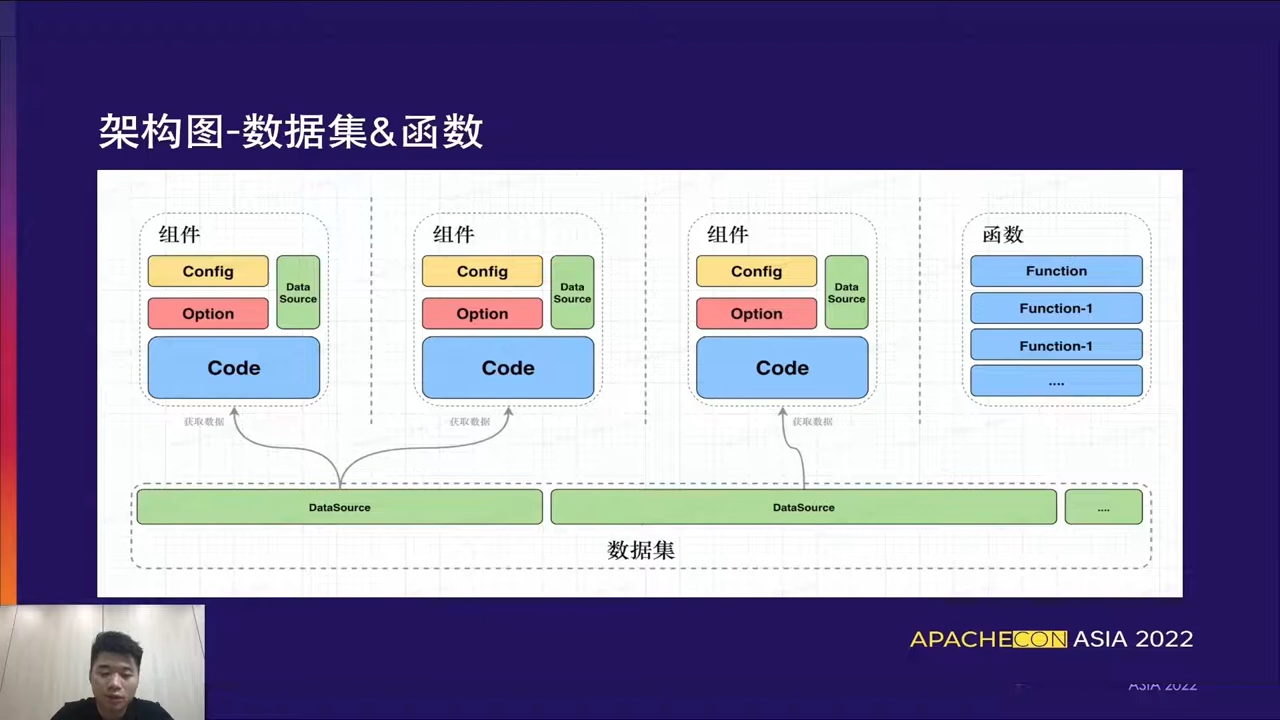 架构图-数据集&函数
组件
Config
Option
Data
Source
Code
获取数据
组件
Config
Option
Data
Source
Code
获取数据
组件
Config
Option
Data
Source
Code
获取数据
函数
Function
Function-1
Function-1
....
DataSource
DataSource
....
数据集
APACHECON ASIA 2022
ASIA 2022